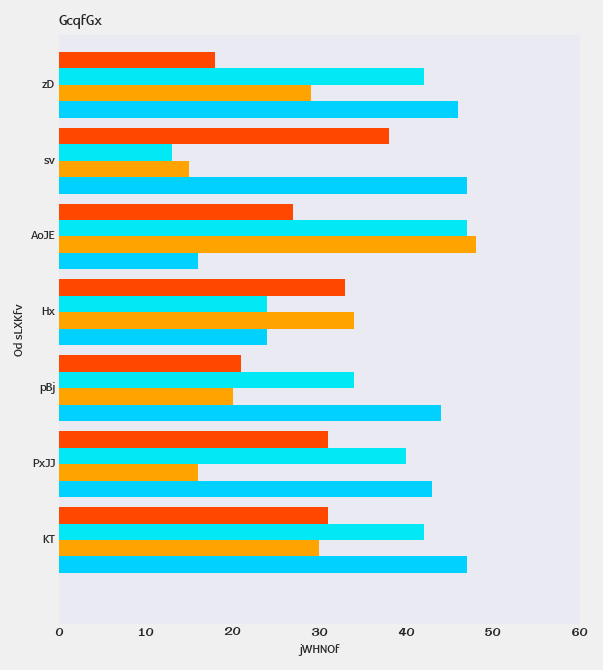 GcqfGx
zD
sv
AoJE
Hx
pBj
PxJJ
KT
Od sLXKfv
0 10 20 30 40 50 60
jWHNOf